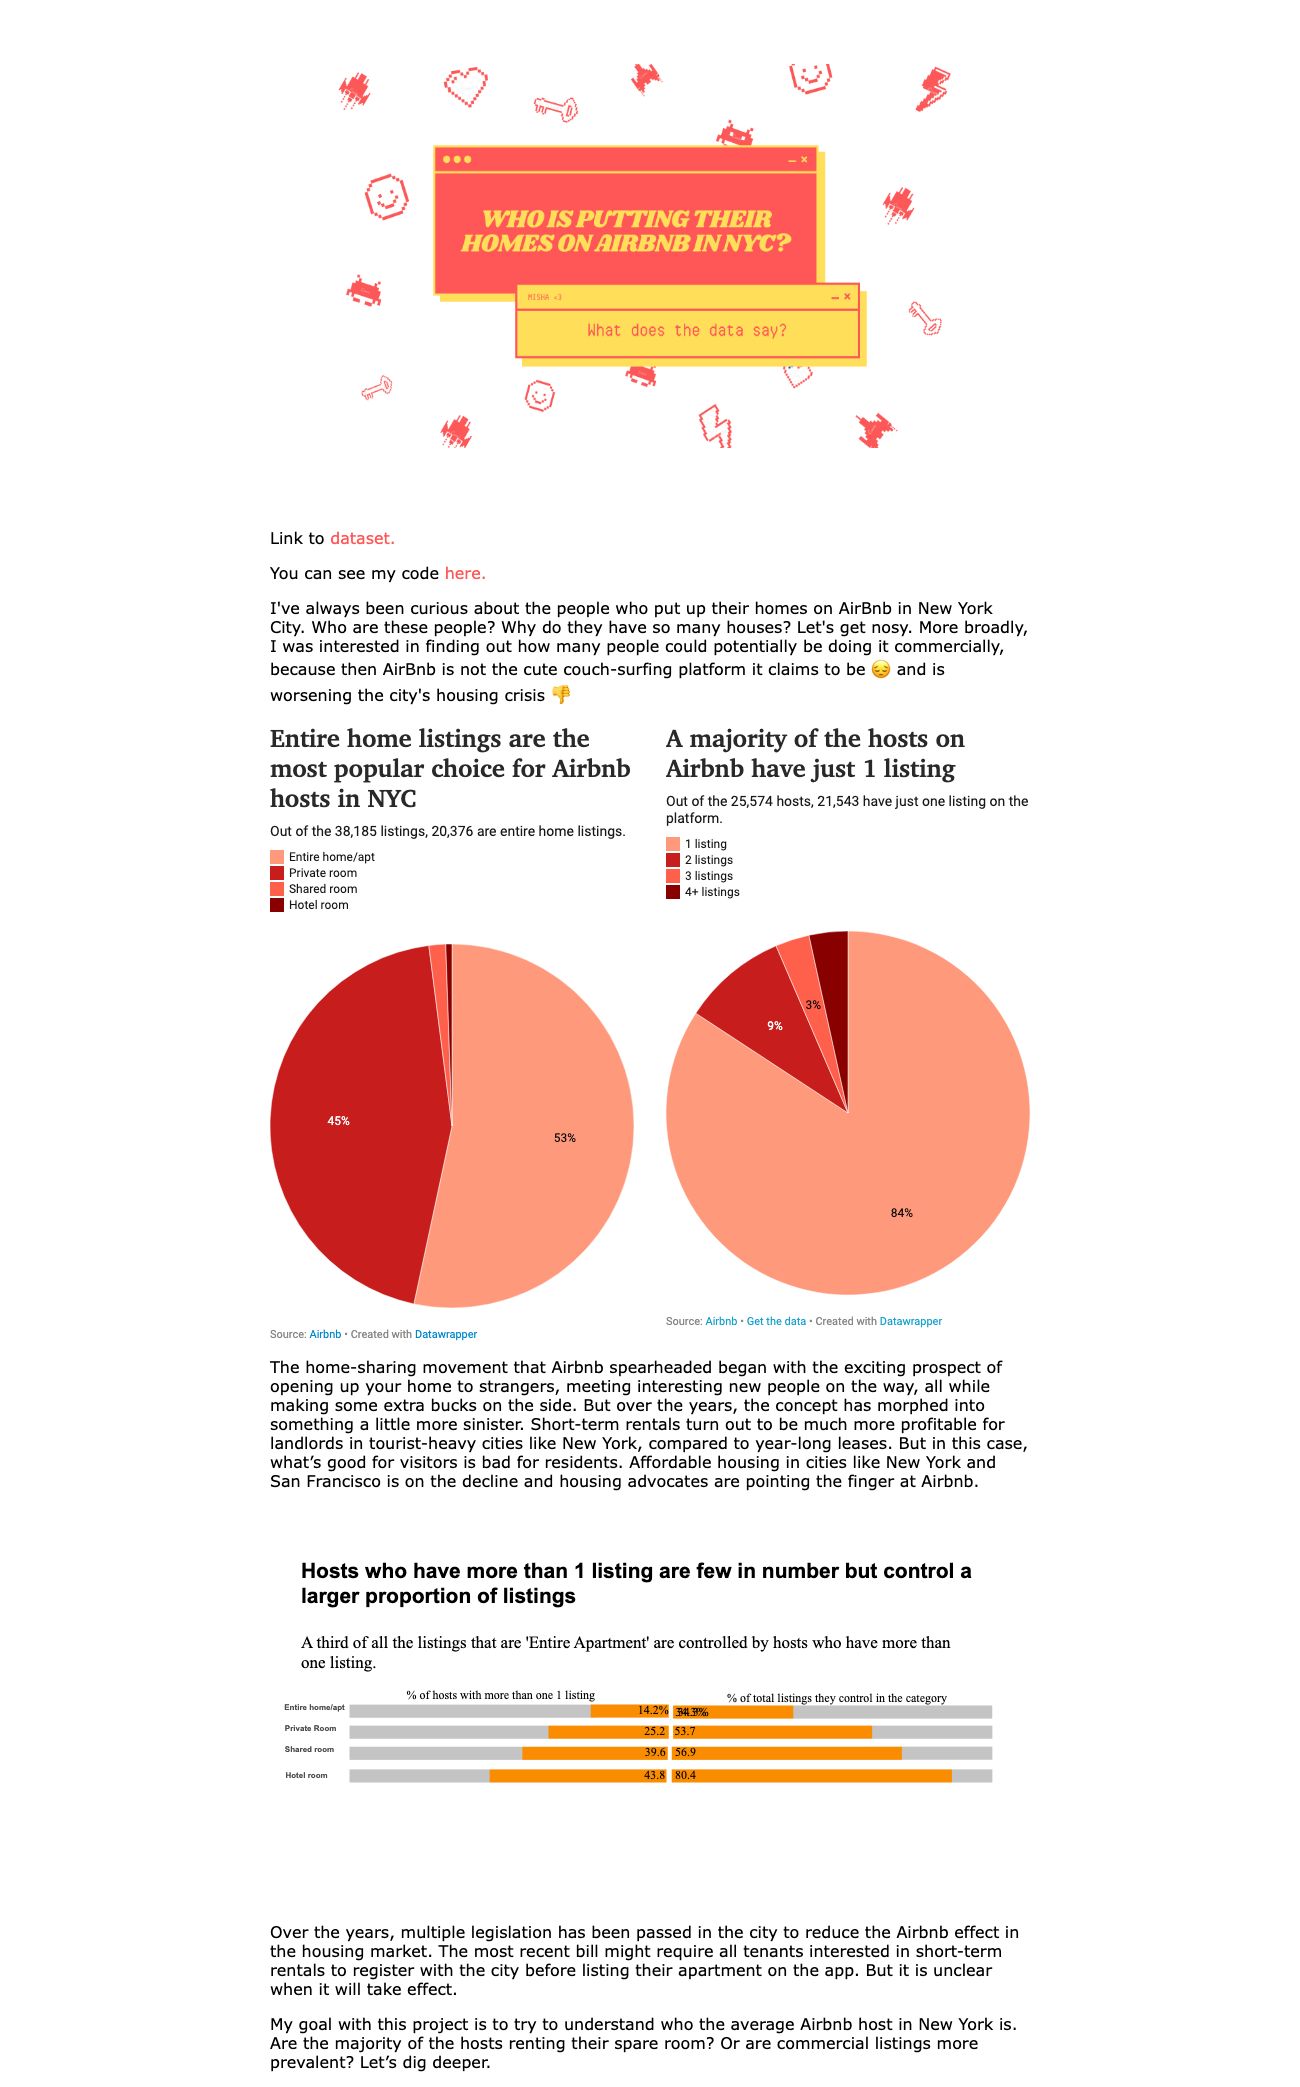 WHO IS PUTTING THEIR
HOMES ON AIRBNB IN NYC?
MISHA <3
What does the data say?
Link to dataset.
You can see my code here.
I've always been curious about the people who put up their homes on AirBnb in New York
City. Who are these people? Why do they have so many houses? Let's get nosy. More broadly,
I was interested in finding out how many people could potentially be doing it commercially,
because then AirBnb is not the cute couch-surfing platform it claims to be 😔 and is
worsening the city's housing crisis 👎
Entire home listings are the
most popular choice for Airbnb
hosts in NYC
Out of the 38,185 listings, 20,376 are entire home listings.
Entire home/apt
Private room
Shared room
Hotel room
45%
53%
Source: Airbnb • Created with Datawrapper
A majority of the hosts on
Airbnb have just 1 listing
Out of the 25,574 hosts, 21,543 have just one listing on the
platform.
1 listing
2 listings
3 listings
4+ listings
3%
9%
84%
Source: Airbnb • Get the data • Created with Datawrapper
The home-sharing movement that Airbnb spearheaded began with the exciting prospect of
opening up your home to strangers, meeting interesting new people on the way, all while
making some extra bucks on the side. But over the years, the concept has morphed into
something a little more sinister. Short-term rentals turn out to be much more profitable for
landlords in tourist-heavy cities like New York, compared to year-long leases. But in this case,
what’s good for visitors is bad for residents. Affordable housing in cities like New York and
San Francisco is on the decline and housing advocates are pointing the finger at Airbnb.
Hosts who have more than 1 listing are few in number but control a
larger proportion of listings
A third of all the listings that are 'Entire Apartment' are controlled by hosts who have more than
one listing.
% of hosts with more than one 1 listing
% of total listings they control in the category
Entire home/apt 14.2%
Private Room 25.2 53.7
Shared room 39.6 56.9
Hotel room 43.8 80.4
Over the years, multiple legislation has been passed in the city to reduce the Airbnb effect in
the housing market. The most recent bill might require all tenants interested in short-term
rentals to register with the city before listing their apartment on the app. But it is unclear
when it will take effect.
My goal with this project is to try to understand who the average Airbnb host in New York is.
Are the majority of the hosts renting their spare room? Or are commercial listings more
prevalent? Let’s dig deeper.